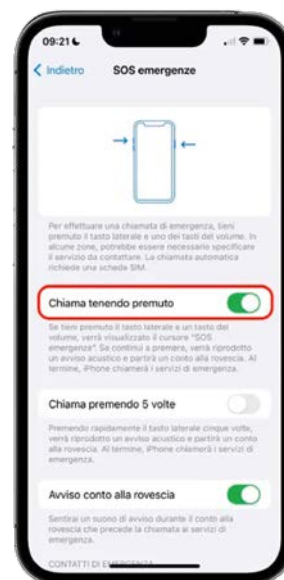 09:21
Indietro
SOS emergenze
Per effettuare una chiamata di emergenza, tieni
premuto il tasto laterale e uno dei tasti del volume. In
alcune zone, potrebbe essere necessario specificare
il servizio da contattare. La chiamata automatica
richiede una scheda SIM.
Chiama tenendo premuto
Se tieni premuto il tasto laterale e un tasto del
volume, verrà visualizzato il cursore "SOS
emergenze". Se continui a premere, verrà riprodotto
un avviso acustico e partirà un conto alla rovescia. Al
termine, iPhone chiamerà i servizi di emergenza.
Chiama premendo 5 volte
Premendo rapidamente il tasto laterale cinque volte,
verrà riprodotto un avviso acustico e partirà un conto
alla rovescia. Al termine, iPhone chiamerà i servizi di
emergenza.
Avviso conto alla rovescia
Sentirai un suono di avviso durante il conto alla
rovescia che precede la chiamata ai servizi di
emergenza.
CONTATTI DI EMERGENZA